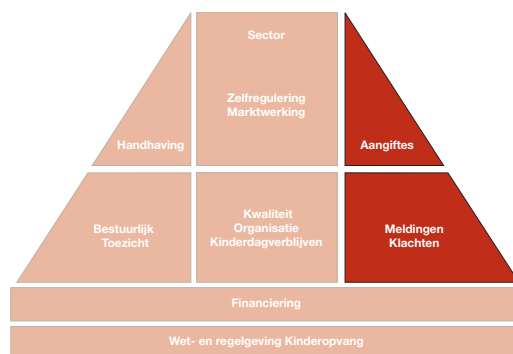 Sector
Zelfregulering
Marktwerking
Handhaving
Aangiftes
Bestuurlijk
Toezicht
Kwaliteit
Organisatie
Kinderdagverblijven
Meldingen
Klachten
Financiering
Wet- en regelgeving Kinderopvang